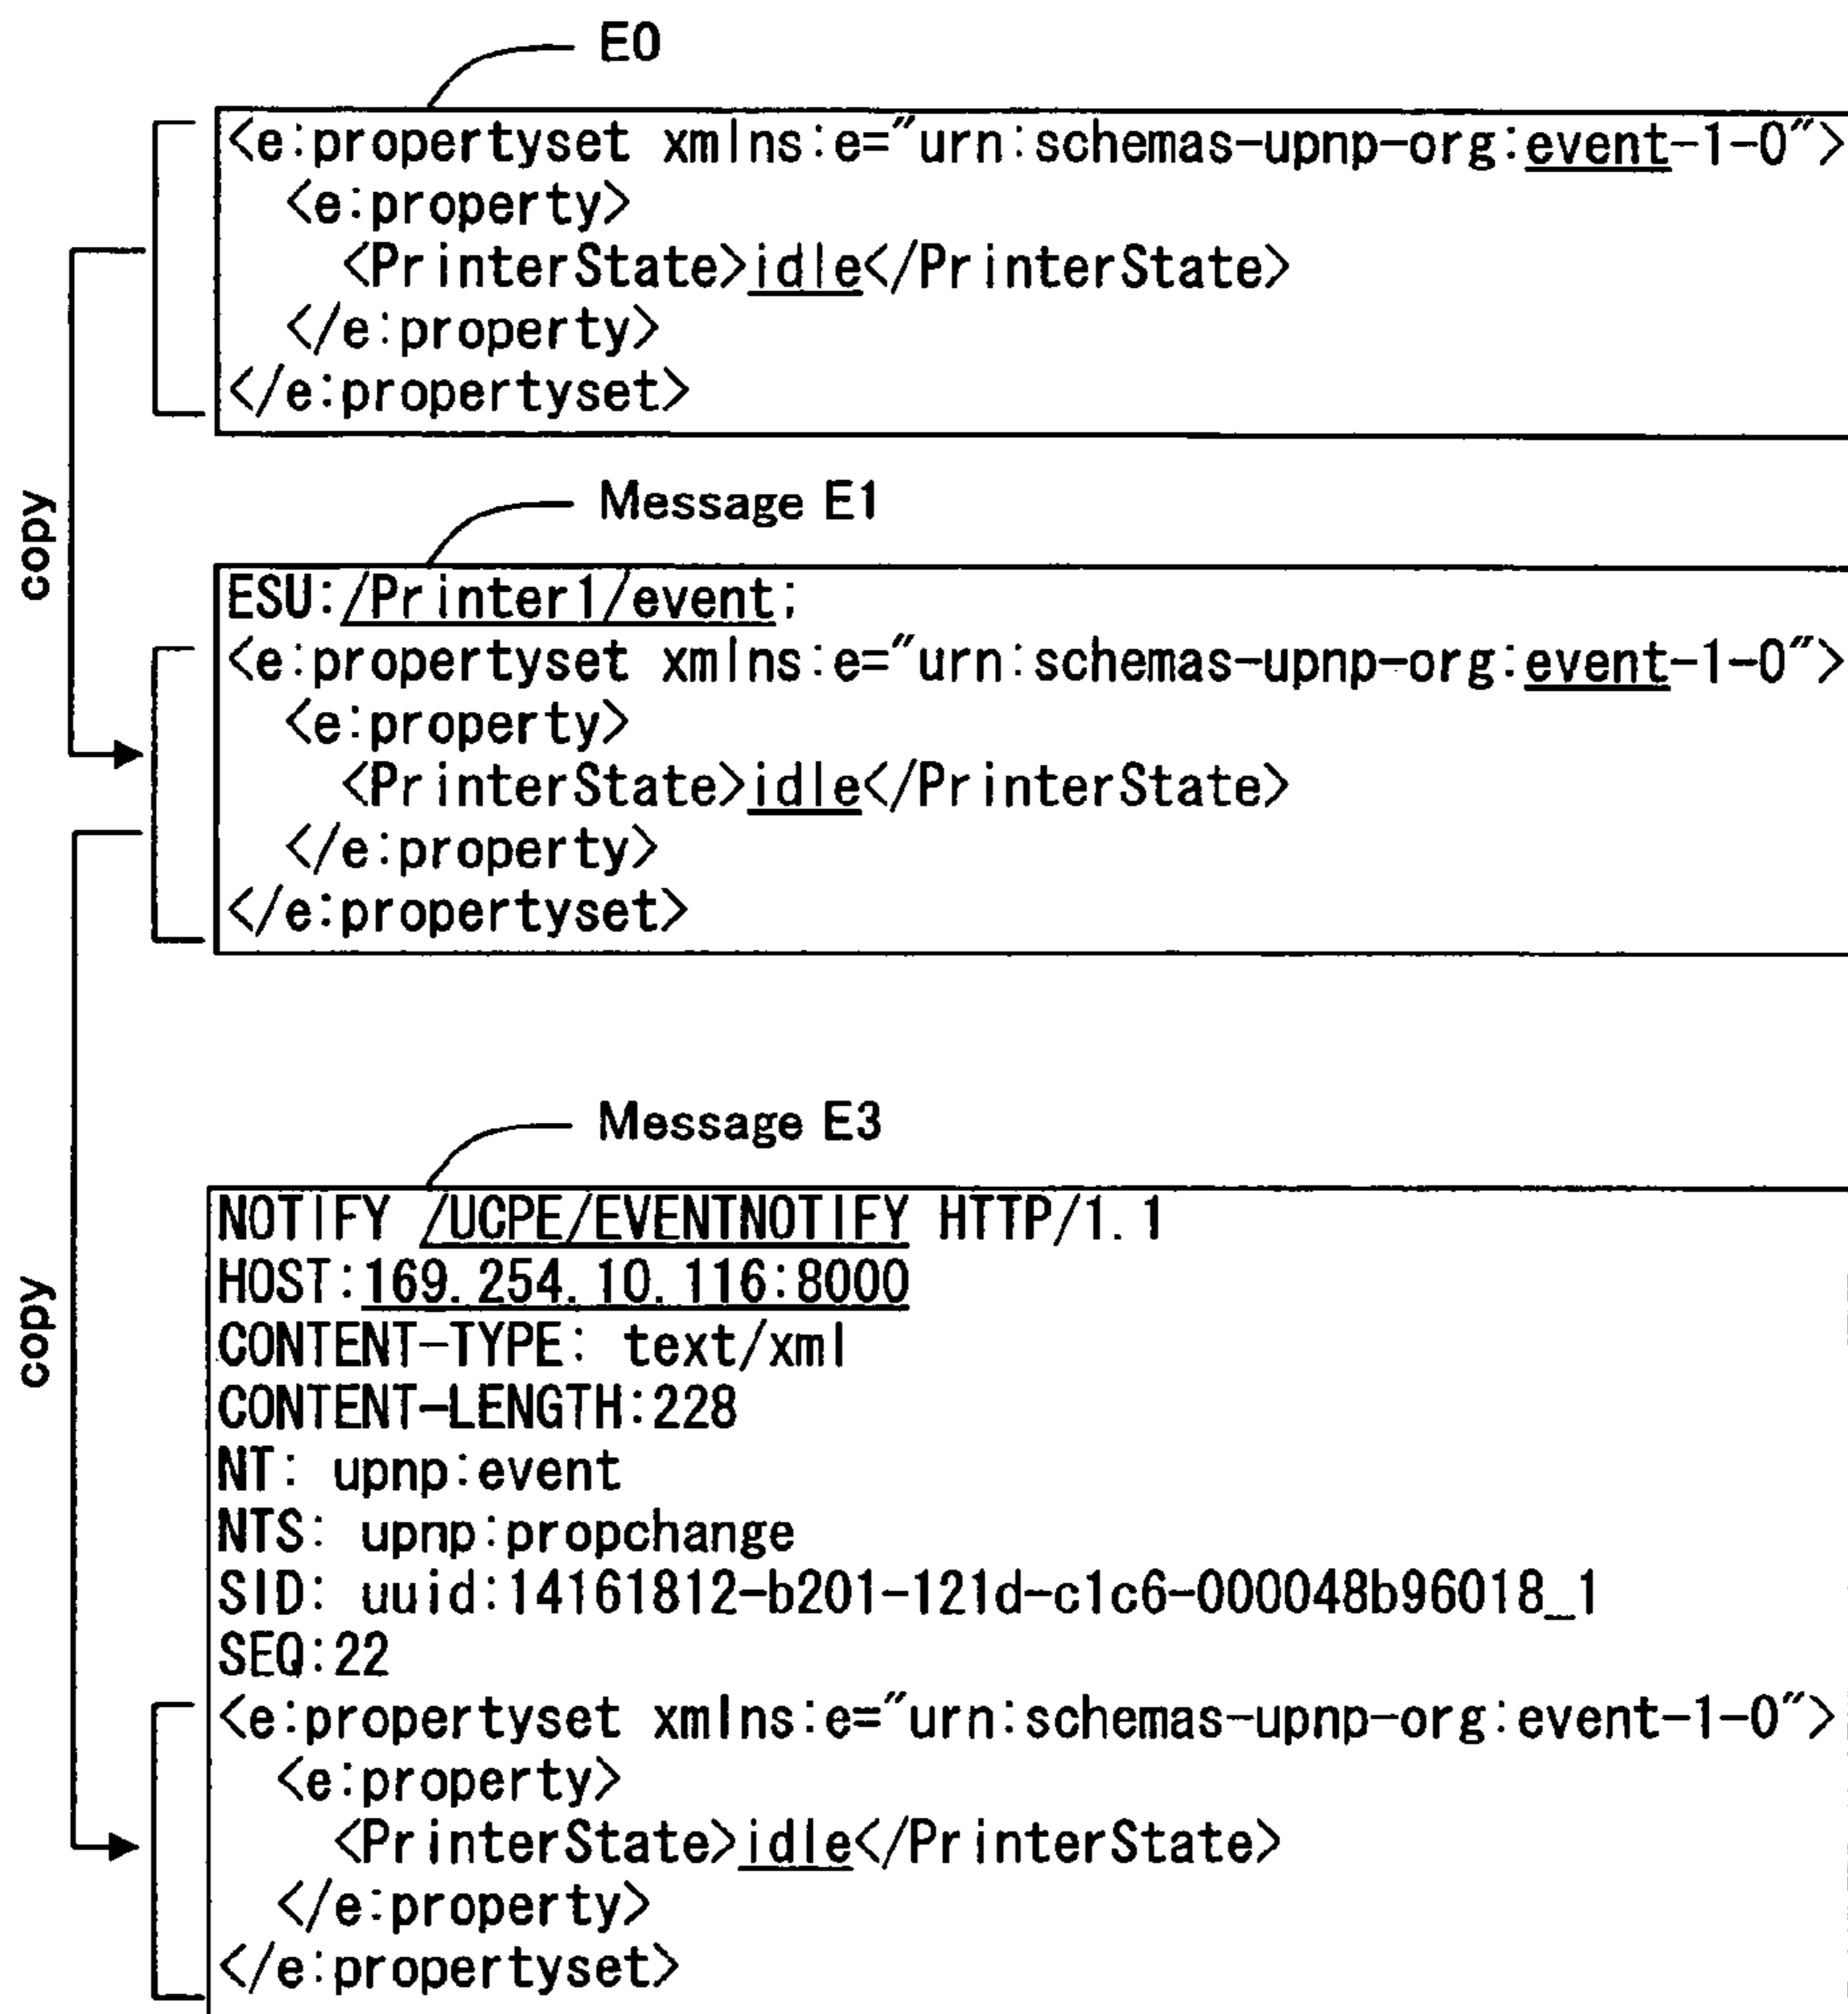 E0
<e:propertyset xmlns:e="urn:schemas-upnp-org:event-1-0">
<e:property>
<PrinterState>idle</PrinterState>
</e:property>
</e:propertyset>
copy
Message E1
ESU:/Printer1/event;
<e:propertyset xmlns:e="urn:schemas-upnp-org:event-1-0">
<e:property>
<PrinterState>idle</PrinterState>
</e:property>
</e:propertyset>
copy
Message E3
NOTIFY /UCPE/EVENTNOTIFY HTTP/1.1
HOST:169.254.10.116:8000
CONTENT-TYPE: text/xml
CONTENT-LENGTH:228
NT: upnp:event
NTS: upnp:propchange
SID: uuid:14161812-b201-121d-c1c6-000048b96018_1
SEQ:22
<e:propertyset xmlns:e="urn:schemas-upnp-org:event-1-0">
<e:property>
<PrinterState>idle</PrinterState>
</e:property>
</e:propertyset>